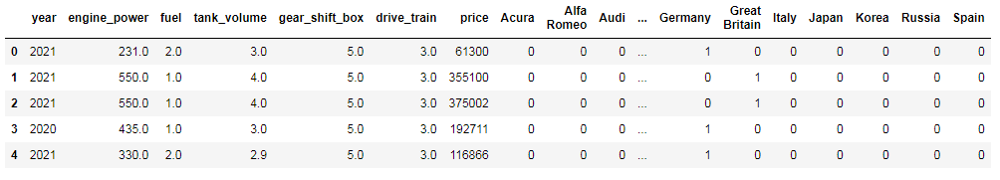 year engine_power fuel tank_volume gear_shift_box drive_train price Acura Alfa Romeo Audi ... Germany Great Britain Italy Japan Korea Russia Spain
0 2021 231.0 2.0 3.0 5.0 3.0 61300 0 0 0 ... 1 0 0 0 0 0 0
1 2021 550.0 1.0 4.0 5.0 3.0 355100 0 0 0 ... 0 1 0 0 0 0 0
2 2021 550.0 1.0 4.0 5.0 3.0 375002 0 0 0 ... 0 1 0 0 0 0 0
3 2020 435.0 1.0 3.0 5.0 3.0 192711 0 0 0 ... 1 0 0 0 0 0 0
4 2021 330.0 2.0 2.9 5.0 3.0 116866 0 0 0 ... 1 0 0 0 0 0 0